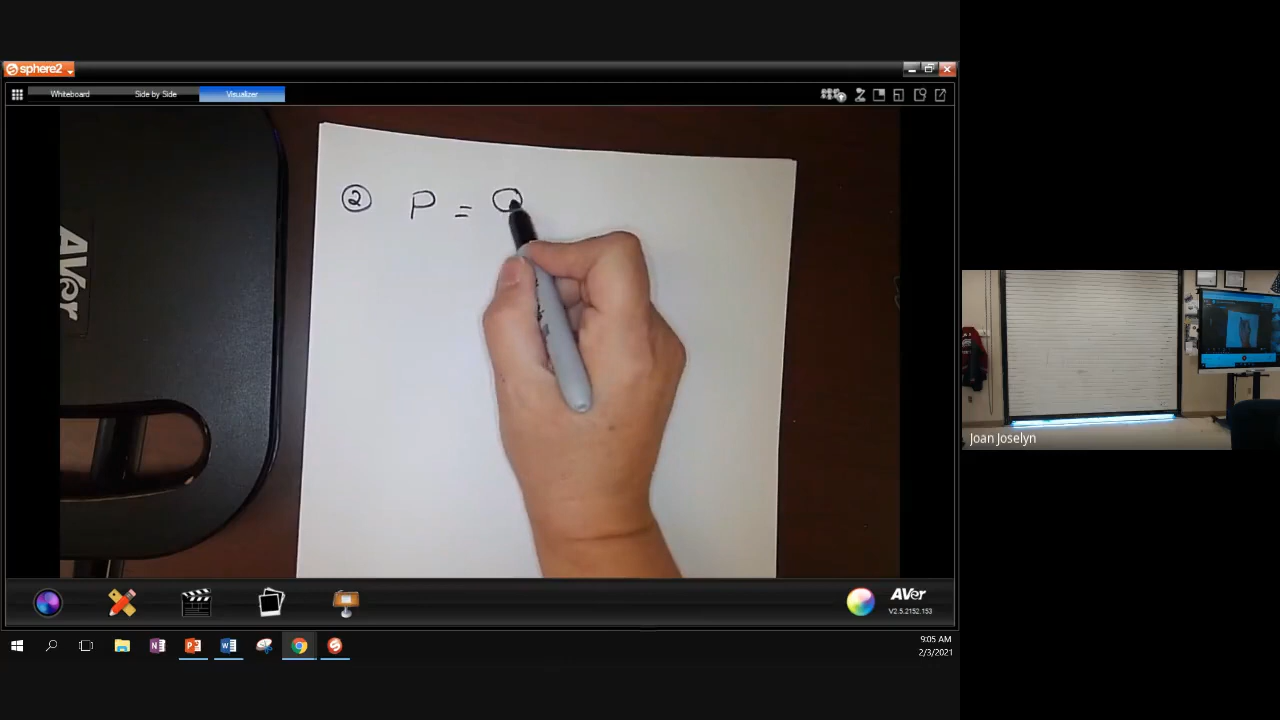 sphere2
Whiteboard
Side by Side
Visualizer
② P =
AVer
Joan Joselyn
AVer
V2.5.2152.153
9:05 AM
2/3/2021